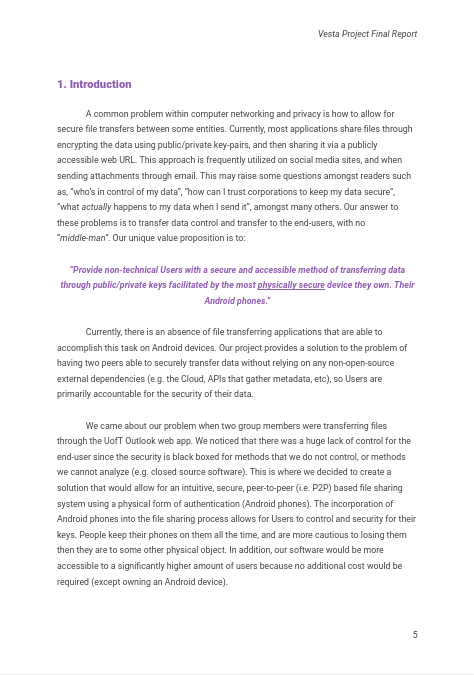 Vesta Project Final Report
1. Introduction
A common problem within computer networking and privacy is how to allow for
secure file transfers between some entities. Currently, most applications share files through
encrypting the data using public/private key-pairs, and then sharing it via a publicly
accessible web URL. This approach is frequently utilized on social media sites, and when
sending attachments through email. This may raise some questions amongst readers such
as, “who’s in control of my data”, “how can I trust corporations to keep my data secure”,
“what actually happens to my data when I send it”, amongst many others. Our answer to
these problems is to transfer data control and transfer to the end-users, with no
“middle-man”. Our unique value proposition is to:
“Provide non-technical Users with a secure and accessible method of transferring data
through public/private keys facilitated by the most physically secure device they own. Their
Android phones.”
Currently, there is an absence of file transferring applications that are able to
accomplish this task on Android devices. Our project provides a solution to the problem of
having two peers able to securely transfer data without relying on any non-open-source
external dependencies (e.g. the Cloud, APIs that gather metadata, etc), so Users are
primarily accountable for the security of their data.
We came about our problem when two group members were transferring files
through the UofT Outlook web app. We noticed that there was a huge lack of control for the
end-user since the security is black boxed for methods that we do not control, or methods
we cannot analyze (e.g. closed source software). This is where we decided to create a
solution that would allow for an intuitive, secure, peer-to-peer (i.e. P2P) based file sharing
system using a physical form of authentication (Android phones). The incorporation of
Android phones into the file sharing process allows for Users to control and security for their
keys. People keep their phones on them all the time, and are more cautious to losing them
then they are to some other physical object. In addition, our software would be more
accessible to a significantly higher amount of users because no additional cost would be
required (except owning an Android device).
5